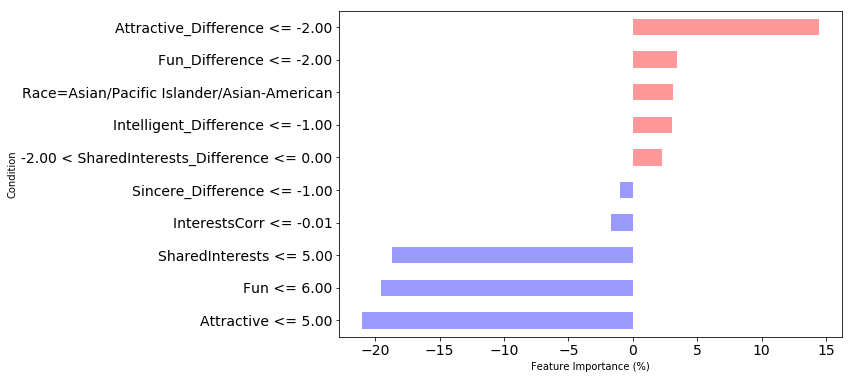 Attractive_Difference <= -2.00
Fun_Difference <= -2.00
Race=Asian/Pacific Islander/Asian-American
Intelligent_Difference <= -1.00
-2.00 < SharedInterests_Difference <= 0.00
Sincere_Difference <= -1.00
InterestsCorr <= -0.01
SharedInterests <= 5.00
Fun <= 6.00
Attractive <= 5.00
Condition
−20 −15 −10 −5 0 5 10 15
Feature Importance (%)